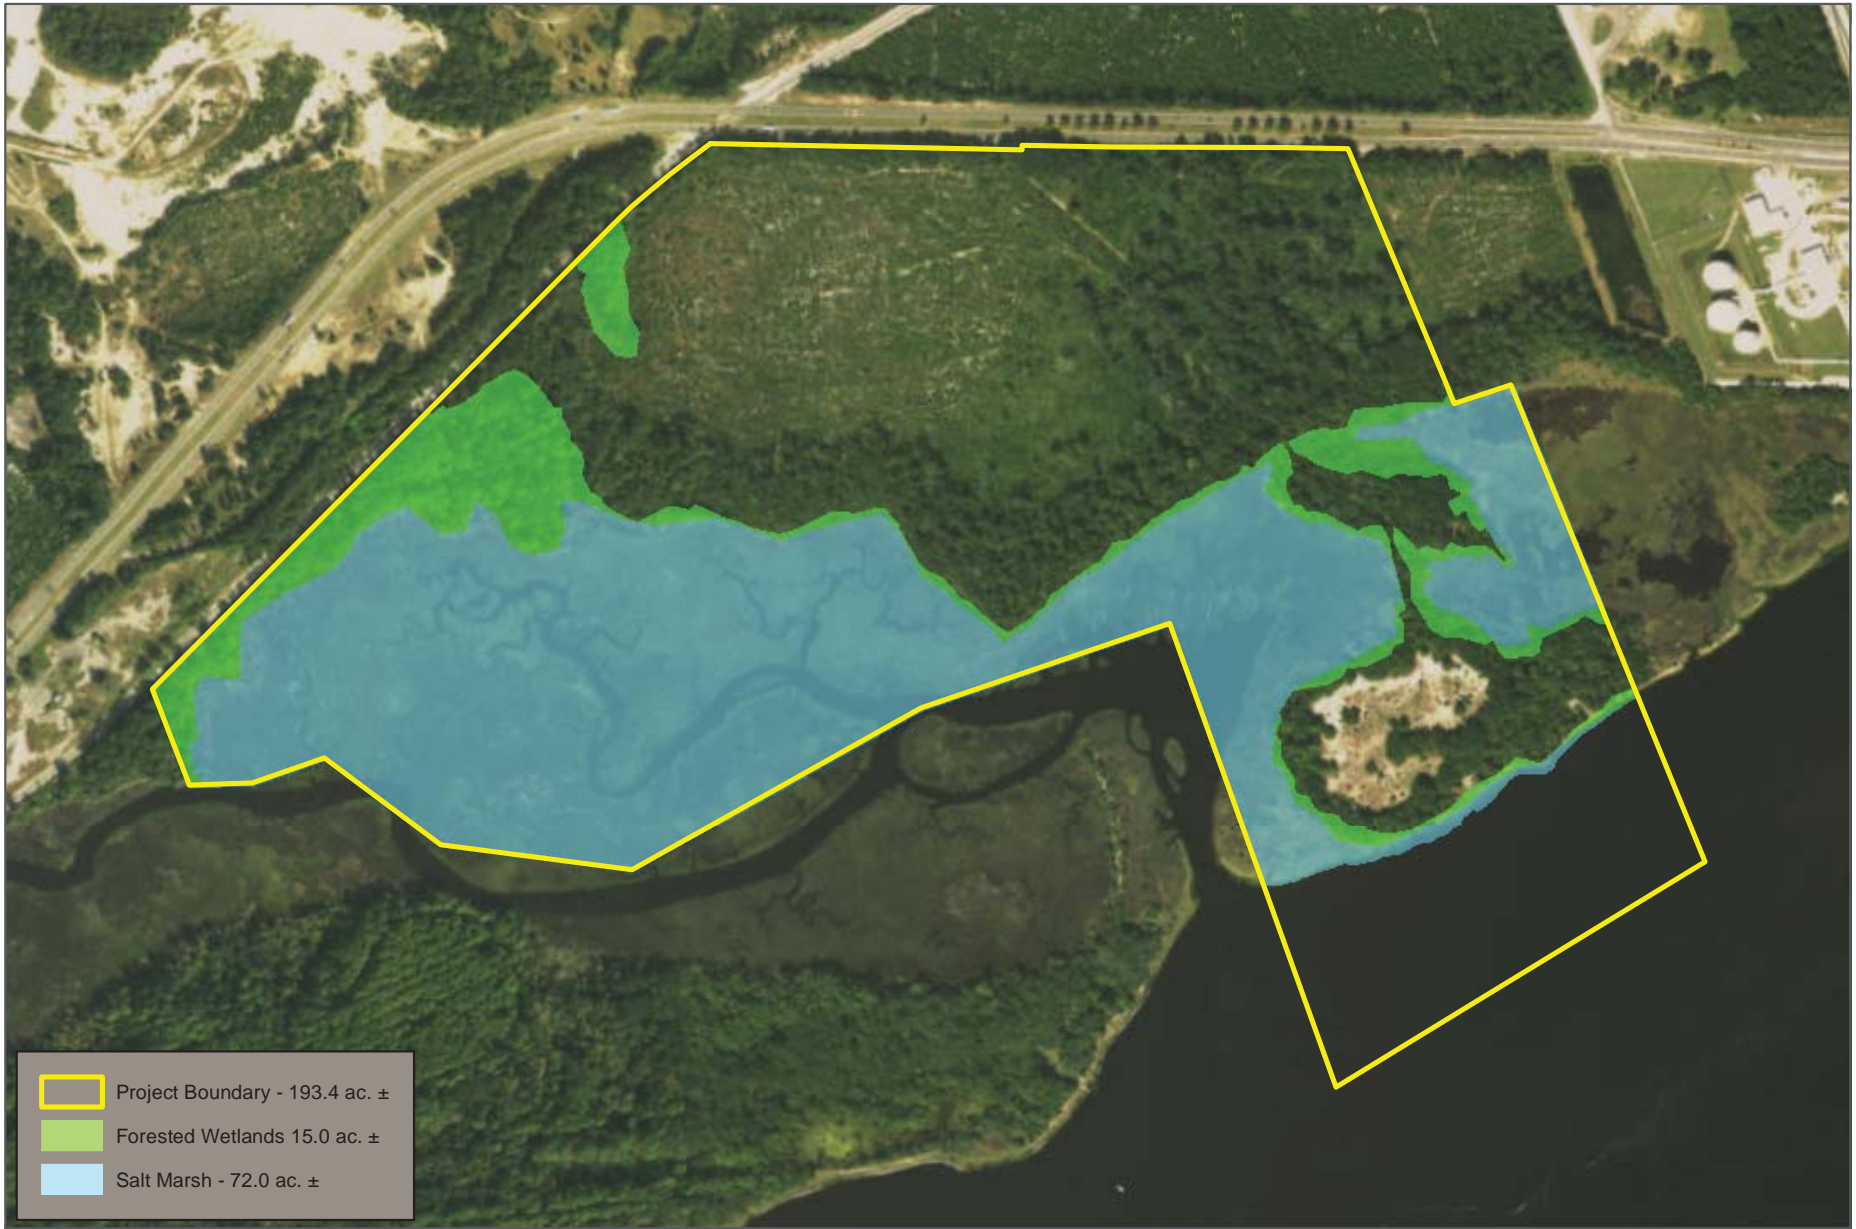 Project Boundary - 193.4 ac. ±
Forested Wetlands 15.0 ac. ±
Salt Marsh - 72.0 ac. ±